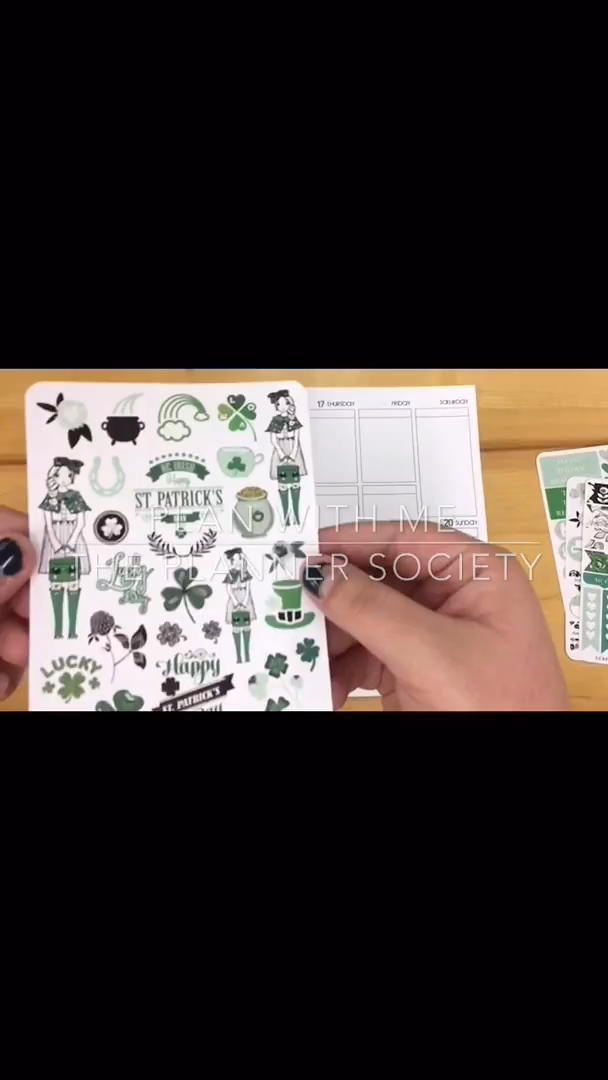 17 THURSDAY
FRIDAY
SATURDAY
L
BE IRISH
Happy
ST. PATRICK'S
20 SUNDAY
PLAN WITH ME
THE PLANNER SOCIETY
Lucky
LUCKY
Happy
ST. PATRICK'S